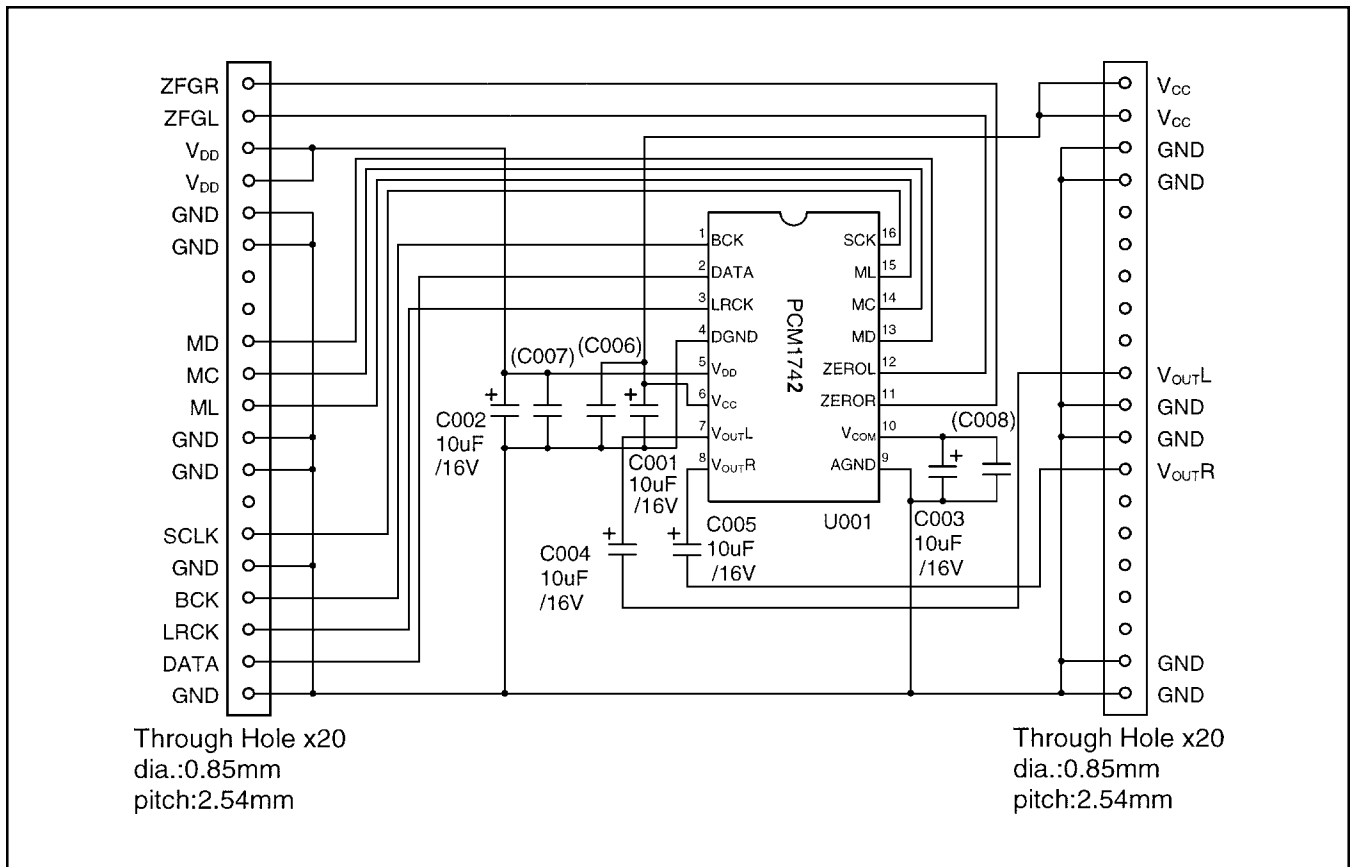 ZFGR
ZFGL
VDD
VDD
GND
GND
MD
MC
ML
GND
GND
SCLK
GND
BCK
LRCK
DATA
GND
Through Hole x20
dia.:0.85mm
pitch:2.54mm
(C007)
(C006)
C002
10uF
/16V
C001
10uF
/16V
C004
10uF
/16V
C005
10uF
/16V
1 BCK
2 DATA
3 LRCK
4 DGND
5 VDD
6 VCC
7 VOUTL
8 VOUTR
PCM1742
SCK 16
ML 15
MC 14
MD 13
ZEROL 12
ZEROR 11
VCOM 10
AGND 9
U001
(C008)
C003
10uF
/16V
VCC
VCC
GND
GND
VOUTL
GND
GND
VOUTR
GND
GND
Through Hole x20
dia.:0.85mm
pitch:2.54mm
+
+
+
+
+